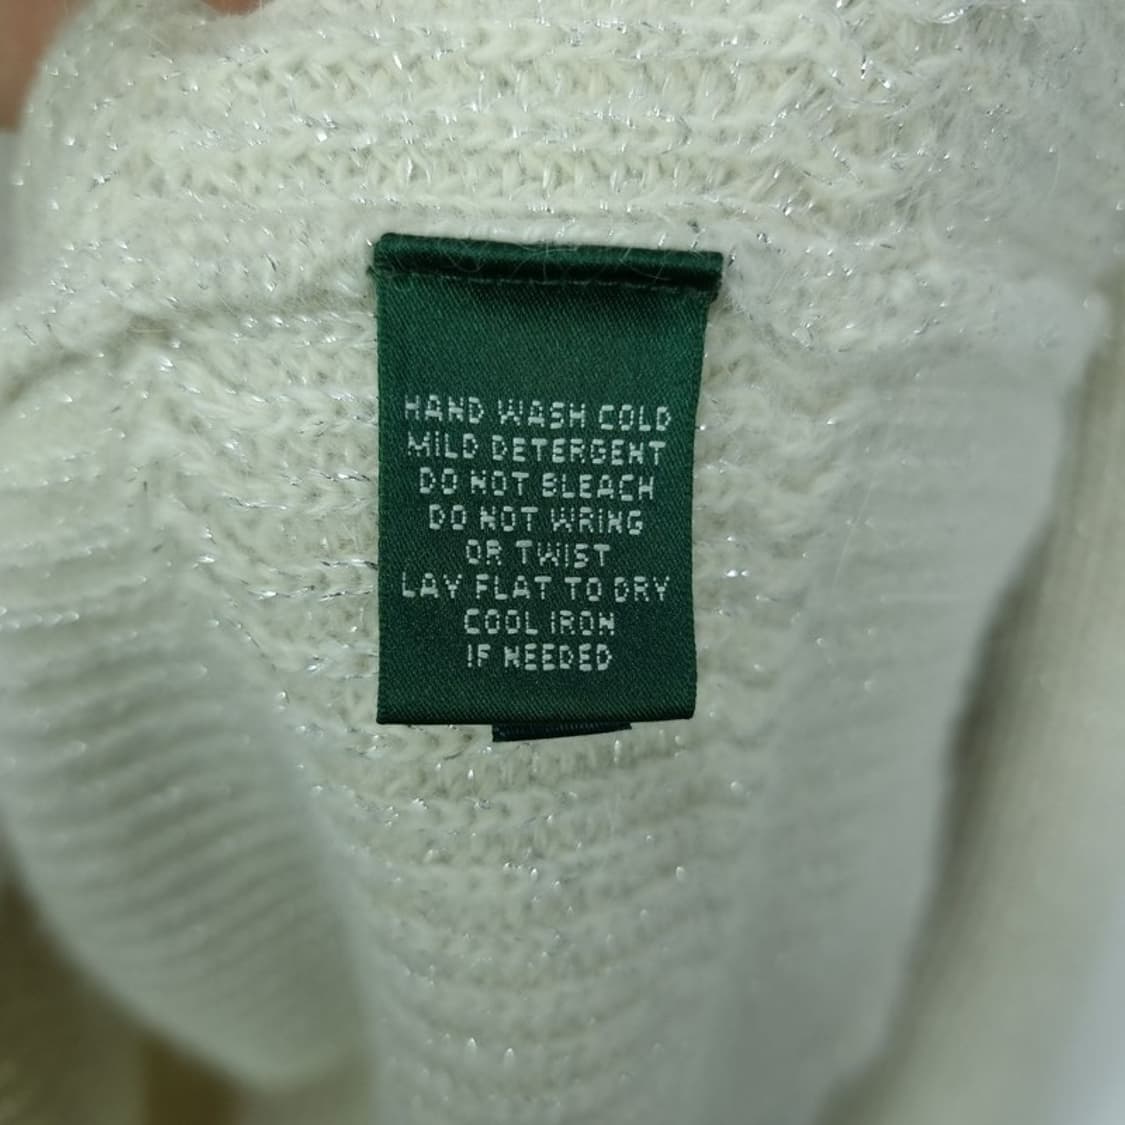 HAND WASH COLD
MILD DETERGENT
DO NOT BLEACH
DO NOT WRING
OR TWIST
LAY FLAT TO DRY
COOL IRON
IF NEEDED